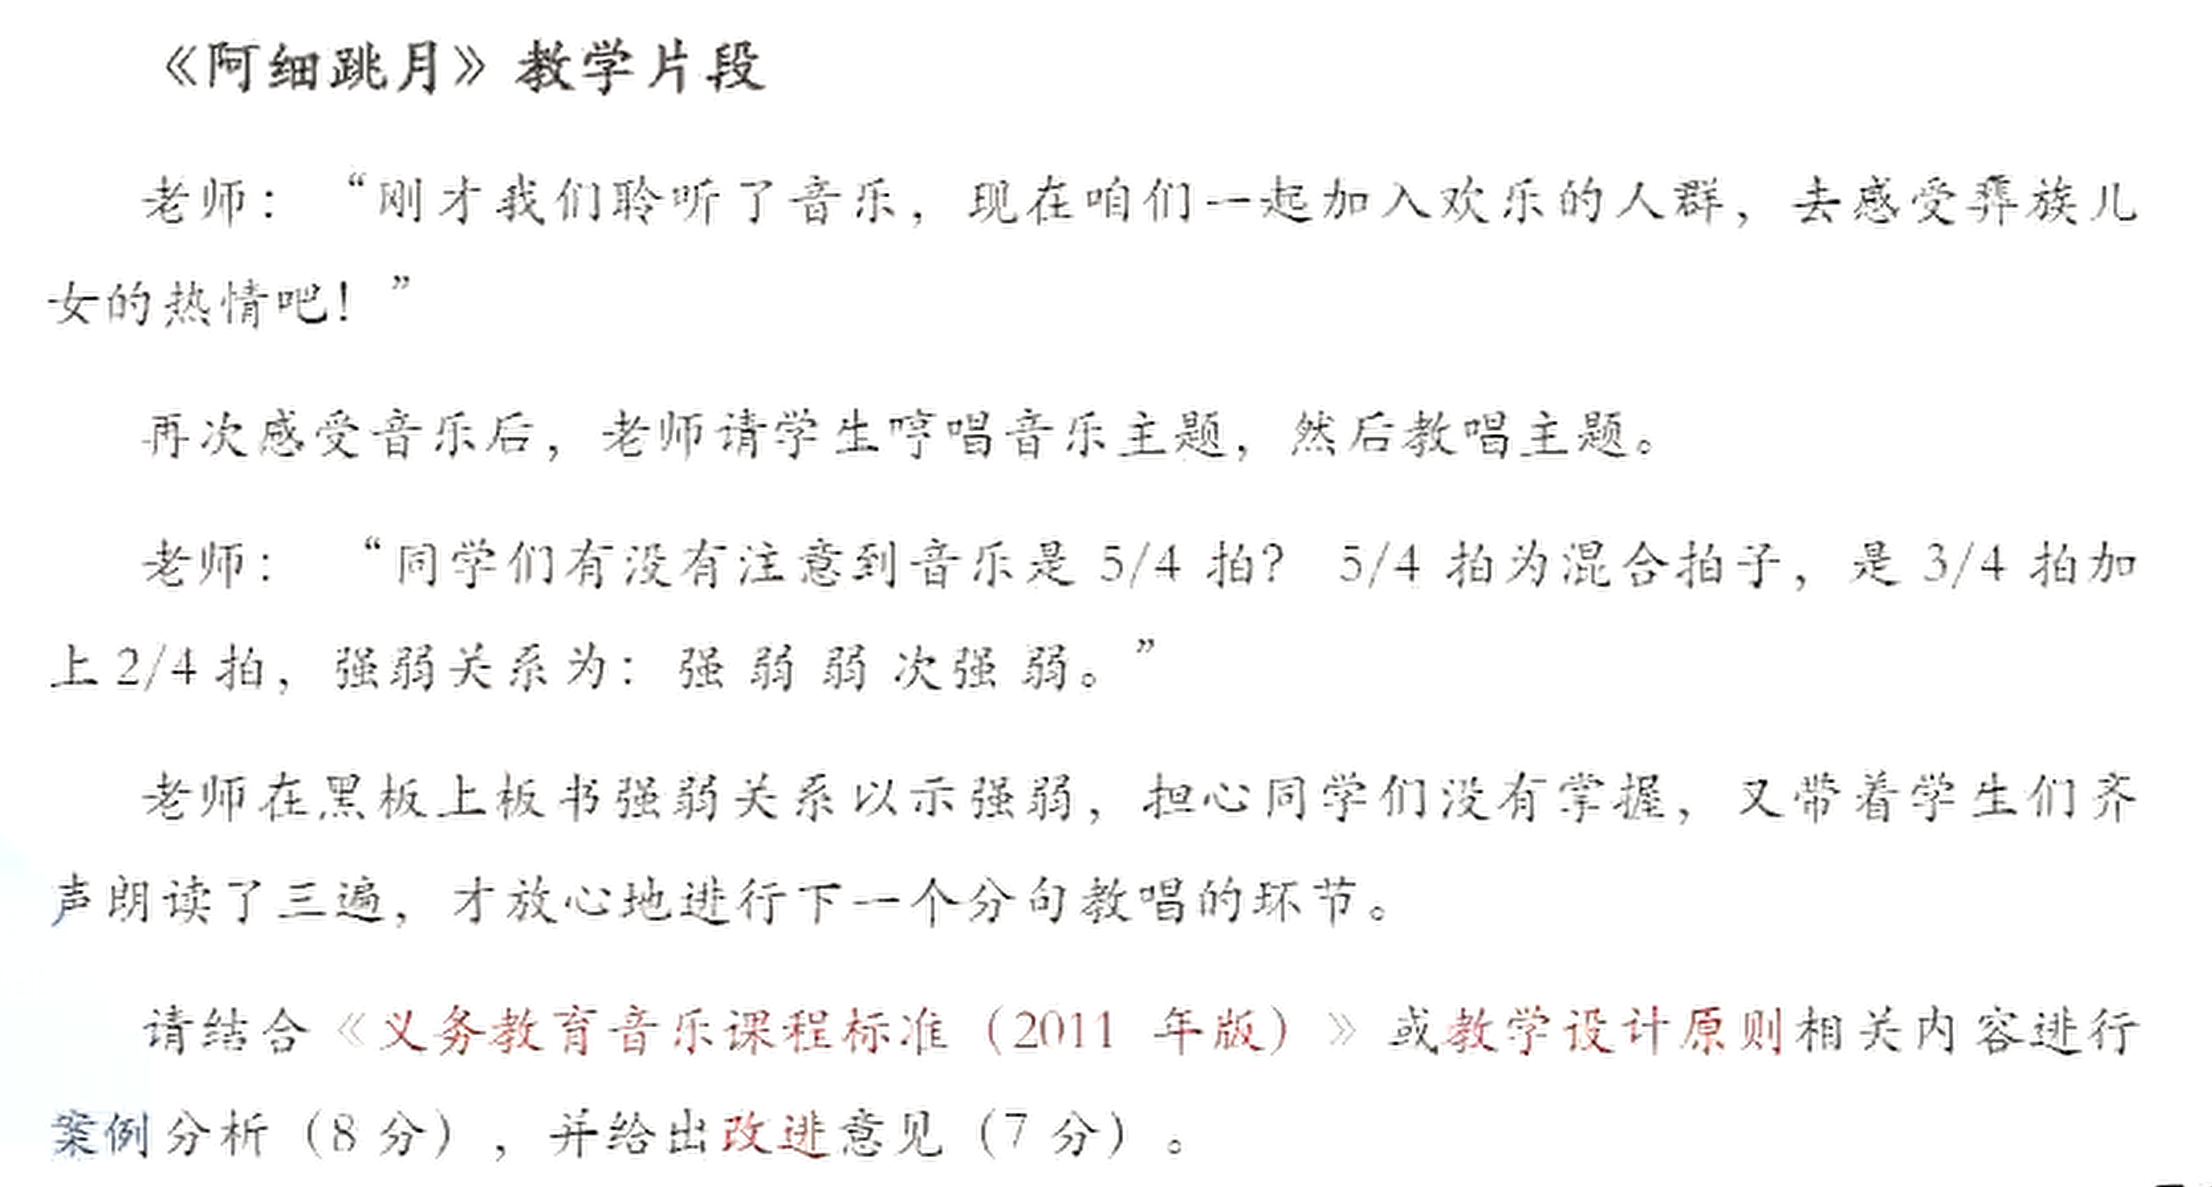 《阿细跳月》教学片段
老师：“刚才我们聆听了音乐，现在咱们一起加入欢乐的人群，去感受彝族儿
女的热情吧！”
再次感受音乐后，老师请学生哼唱音乐主题，然后教唱主题。
老师：“同学们有没有注意到音乐是 5/4 拍？ 5/4 拍为混合拍子，是 3/4 拍加
上 2/4 拍，强弱关系为：强 弱 弱 次强 弱。”
老师在黑板上板书强弱关系以示强弱，担心同学们没有掌握，又带着学生们齐
声朗读了三遍，才放心地进行下一个分句教唱的环节。
请结合《义务教育音乐课程标准（2011 年版）》或教学设计原则相关内容进行
案例分析（8 分），并给出改进意见（7 分）。